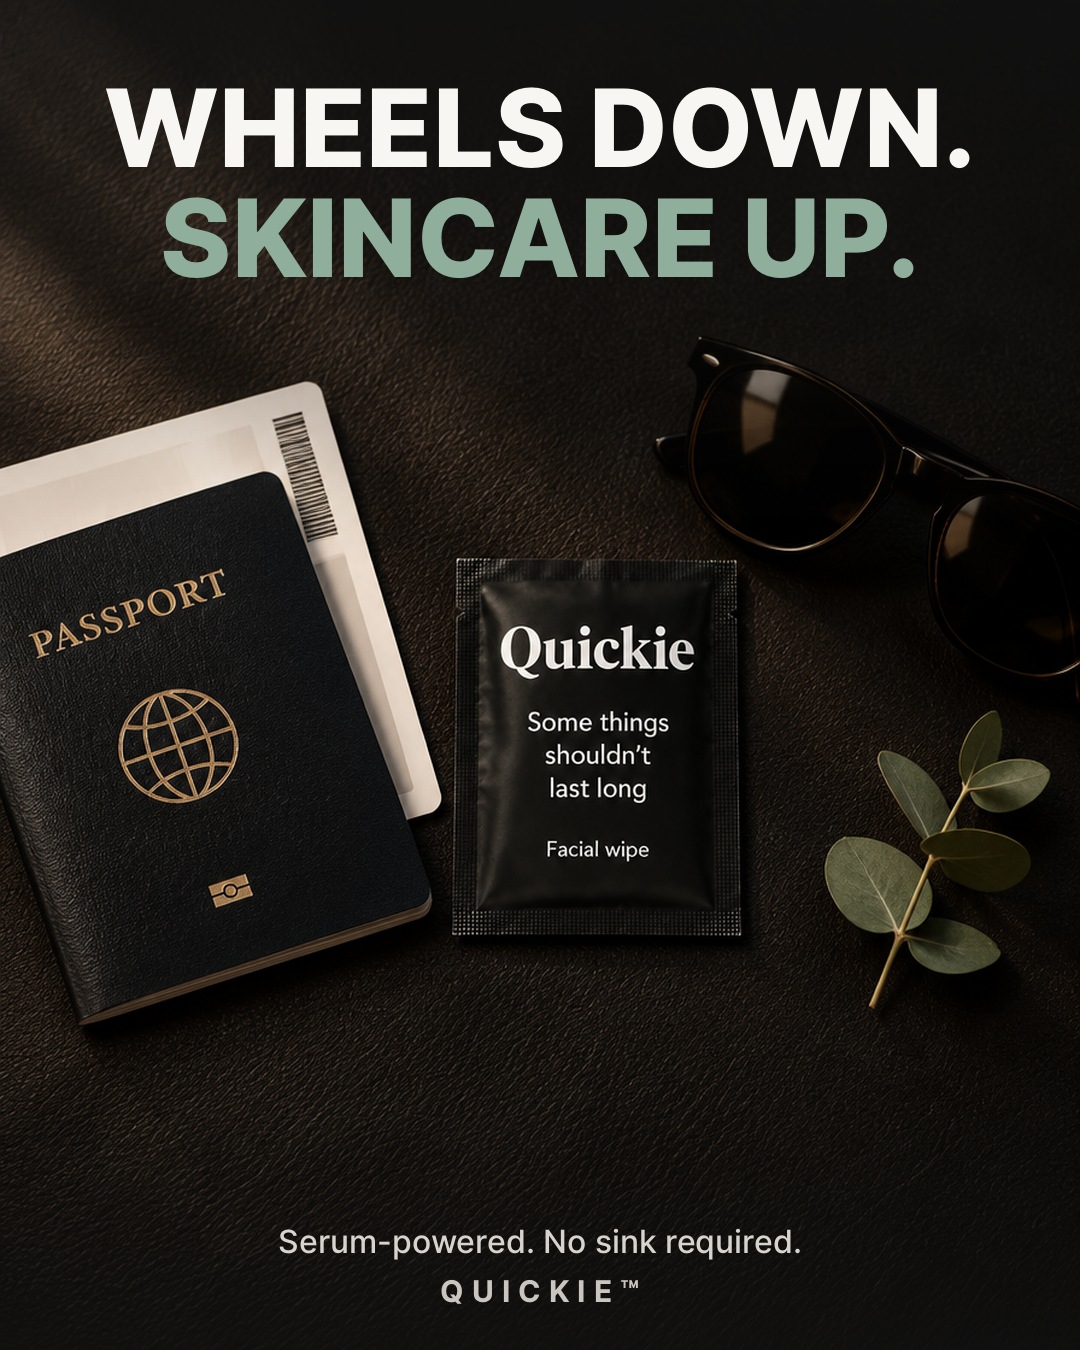 WHEELS DOWN.
SKINCARE UP.
PASSPORT
Quickie
Some things
shouldn't
last long
Facial wipe
Serum-powered. No sink required.
QUICKIE™